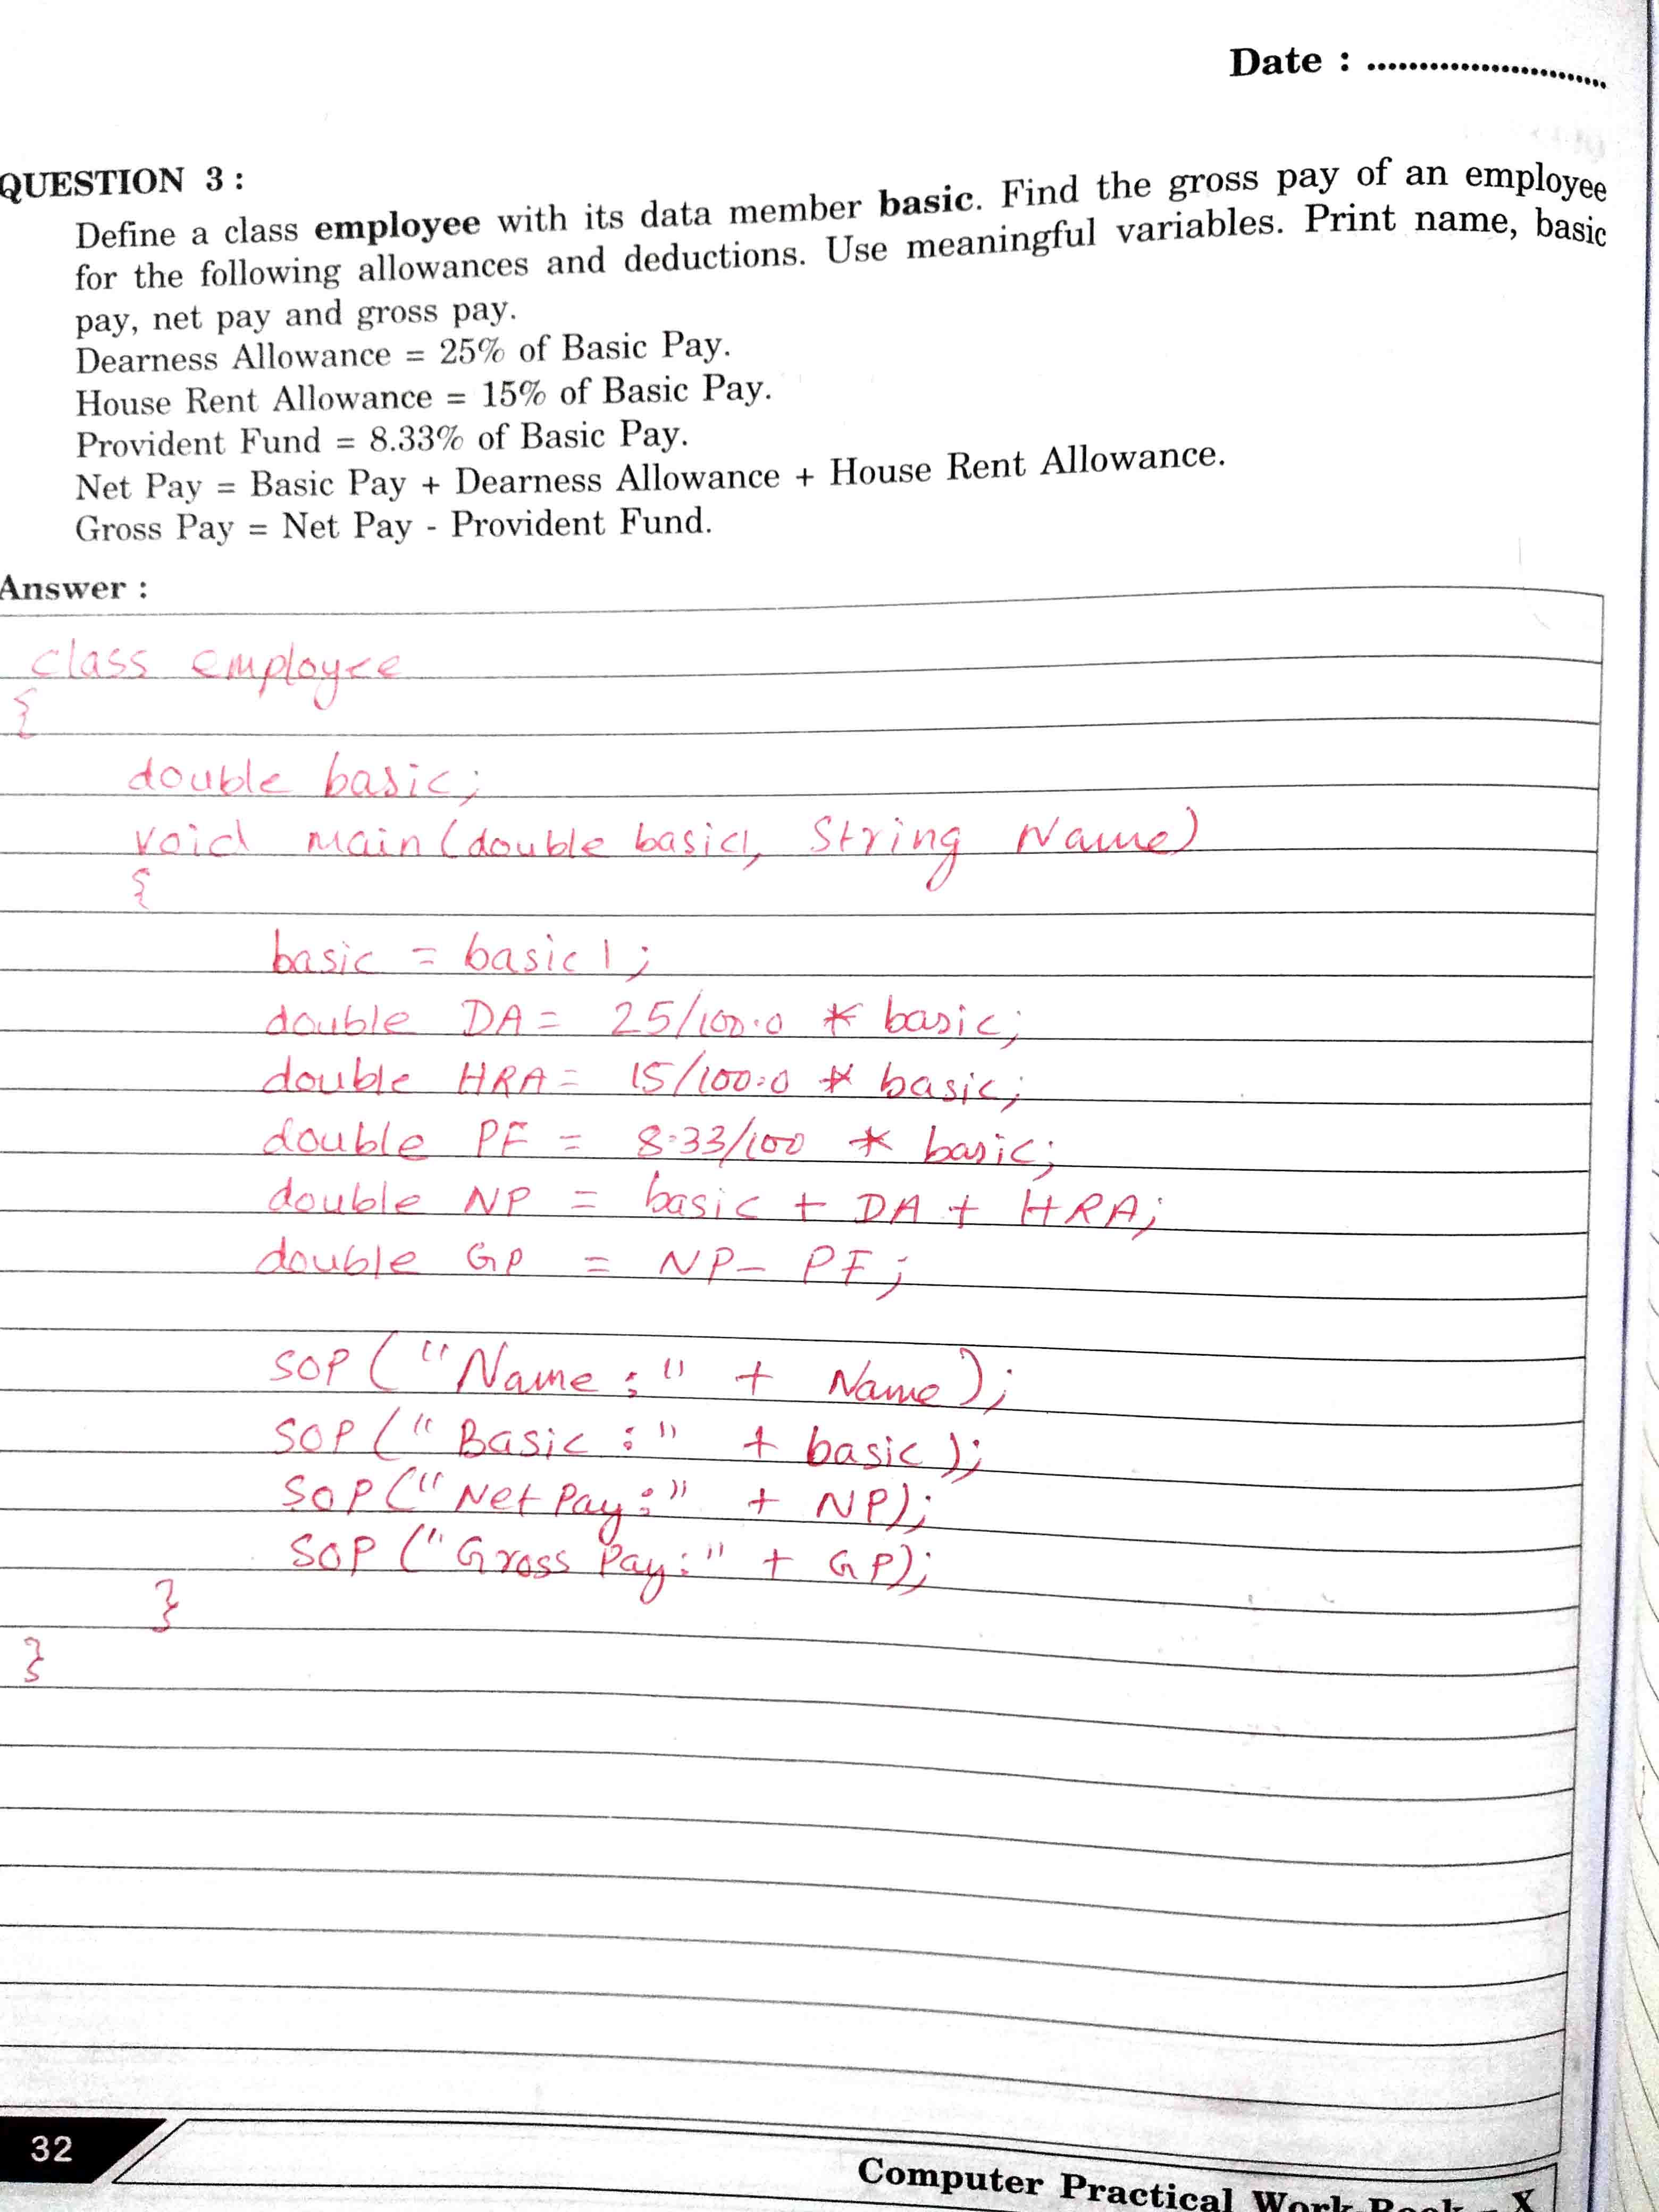 Date : ..............................
QUESTION 3 :
Define a class employee with its data member basic. Find the gross pay of an employee
for the following allowances and deductions. Use meaningful variables. Print name, basic
pay, net pay and gross pay.
Dearness Allowance = 25% of Basic Pay.
House Rent Allowance = 15% of Basic Pay.
Provident Fund = 8.33% of Basic Pay.
Net Pay = Basic Pay + Dearness Allowance + House Rent Allowance.
Gross Pay = Net Pay - Provident Fund.
Answer :
class employee
{
double basic;
void main (double basic1, String Name)
{
basic = basic1;
double DA = 25/100.0 * basic;
double HRA = 15/100.0 * basic;
double PF = 8.33/100 * basic;
double NP = basic + DA + HRA;
double GP = NP - PF;
SOP ("Name :" + Name);
SOP ("Basic :" + basic);
SOP ("Net Pay :" + NP);
SOP ("Gross Pay :" + GP);
}
}
32
Computer Practical Work Book - X